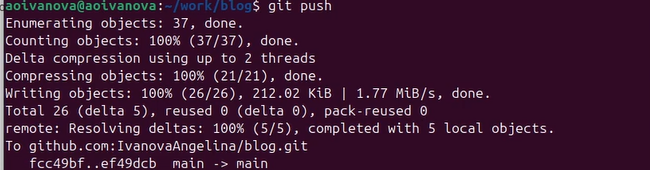 aoivanova@aoivanova:~/work/blog$ git push
Enumerating objects: 37, done.
Counting objects: 100% (37/37), done.
Delta compression using up to 2 threads
Compressing objects: 100% (21/21), done.
Writing objects: 100% (26/26), 212.02 KiB | 1.77 MiB/s, done.
Total 26 (delta 5), reused 0 (delta 0), pack-reused 0
remote: Resolving deltas: 100% (5/5), completed with 5 local objects.
To github.com:IvanovaAngelina/blog.git
   fcc49bf..ef49dcb  main -> main